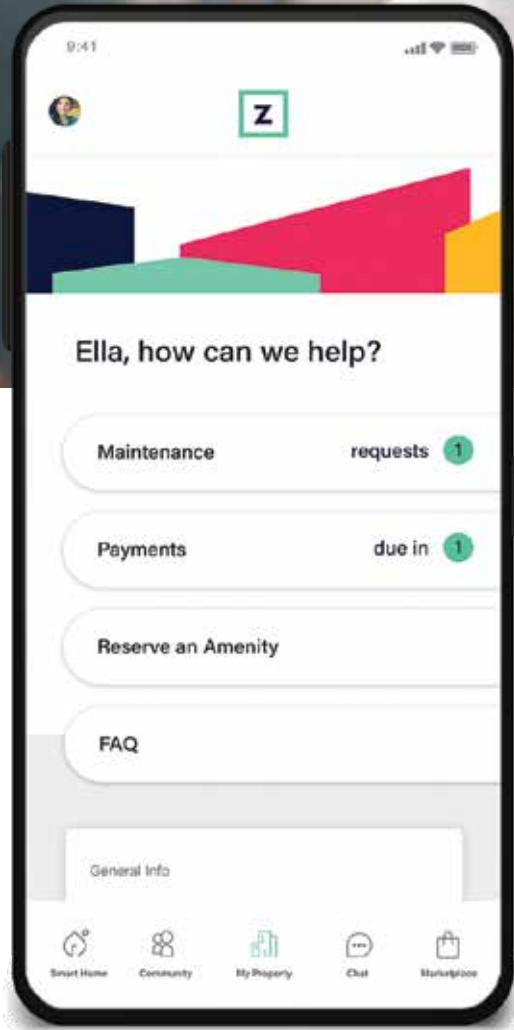 9:41
Z
Ella, how can we help?
Maintenance requests 1
Payments due in 1
Reserve an Amenity
FAQ
General Info
Smart Home Community My Property Chat Marketplace